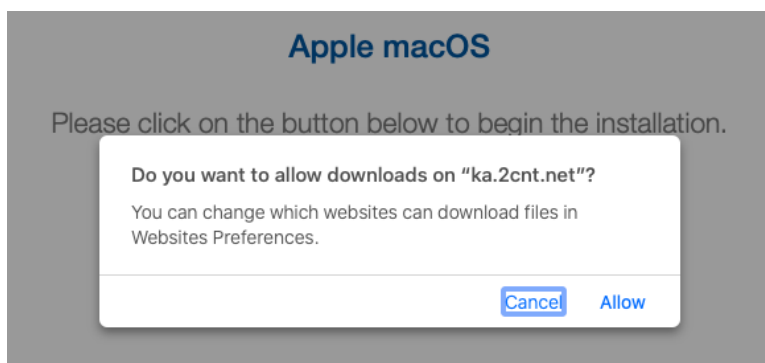 Apple macOS
Please click on the button below to begin the installation.
Do you want to allow downloads on “ka.2cnt.net”?
You can change which websites can download files in
Websites Preferences.
Cancel Allow